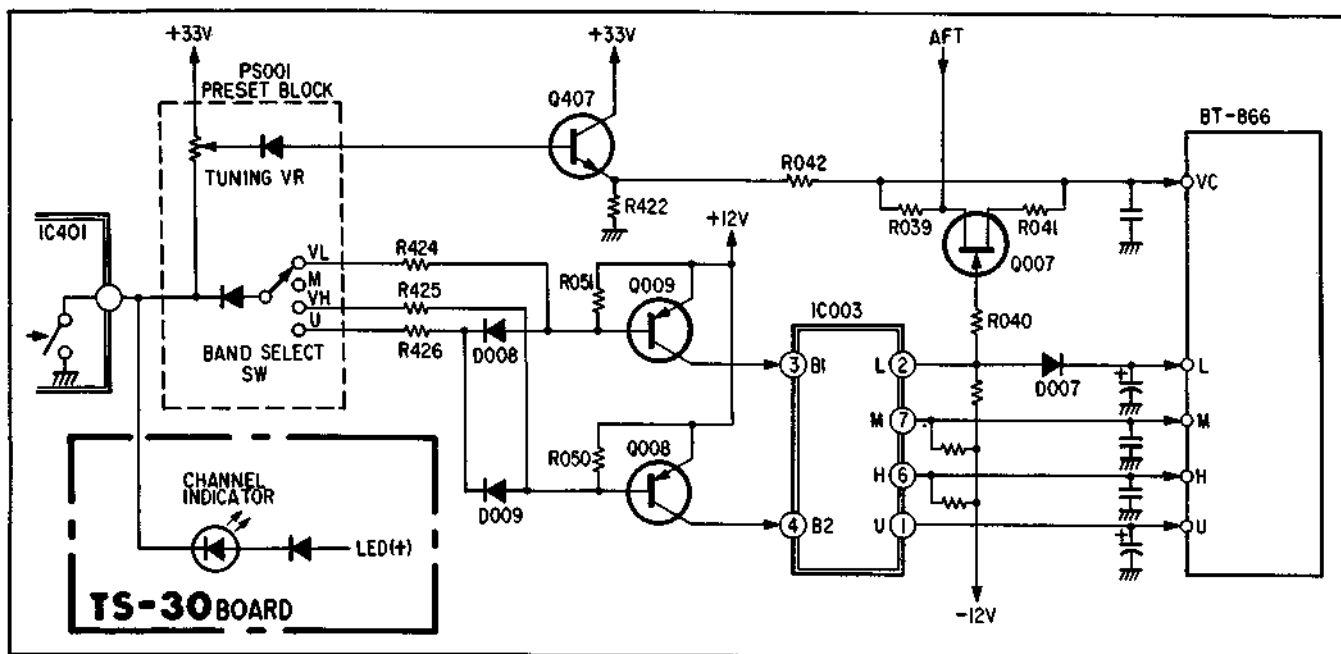 +33V
+33V
AFT
PS001
PRESET BLOCK
Q407
BT-866
TUNING VR
R042
VC
R422
+12V
R039
R041
IC401
Q007
VL
R424
M
R051
Q009
VH
R425
R040
IC003
U
R426
D008
BAND SELECT
SW
3 B1
L 2
D007
L
M 7
M
R050
Q008
CHANNEL
INDICATOR
H 6
H
D009
4 B2
U 1
U
LED(+)
TS-30 BOARD
-12V